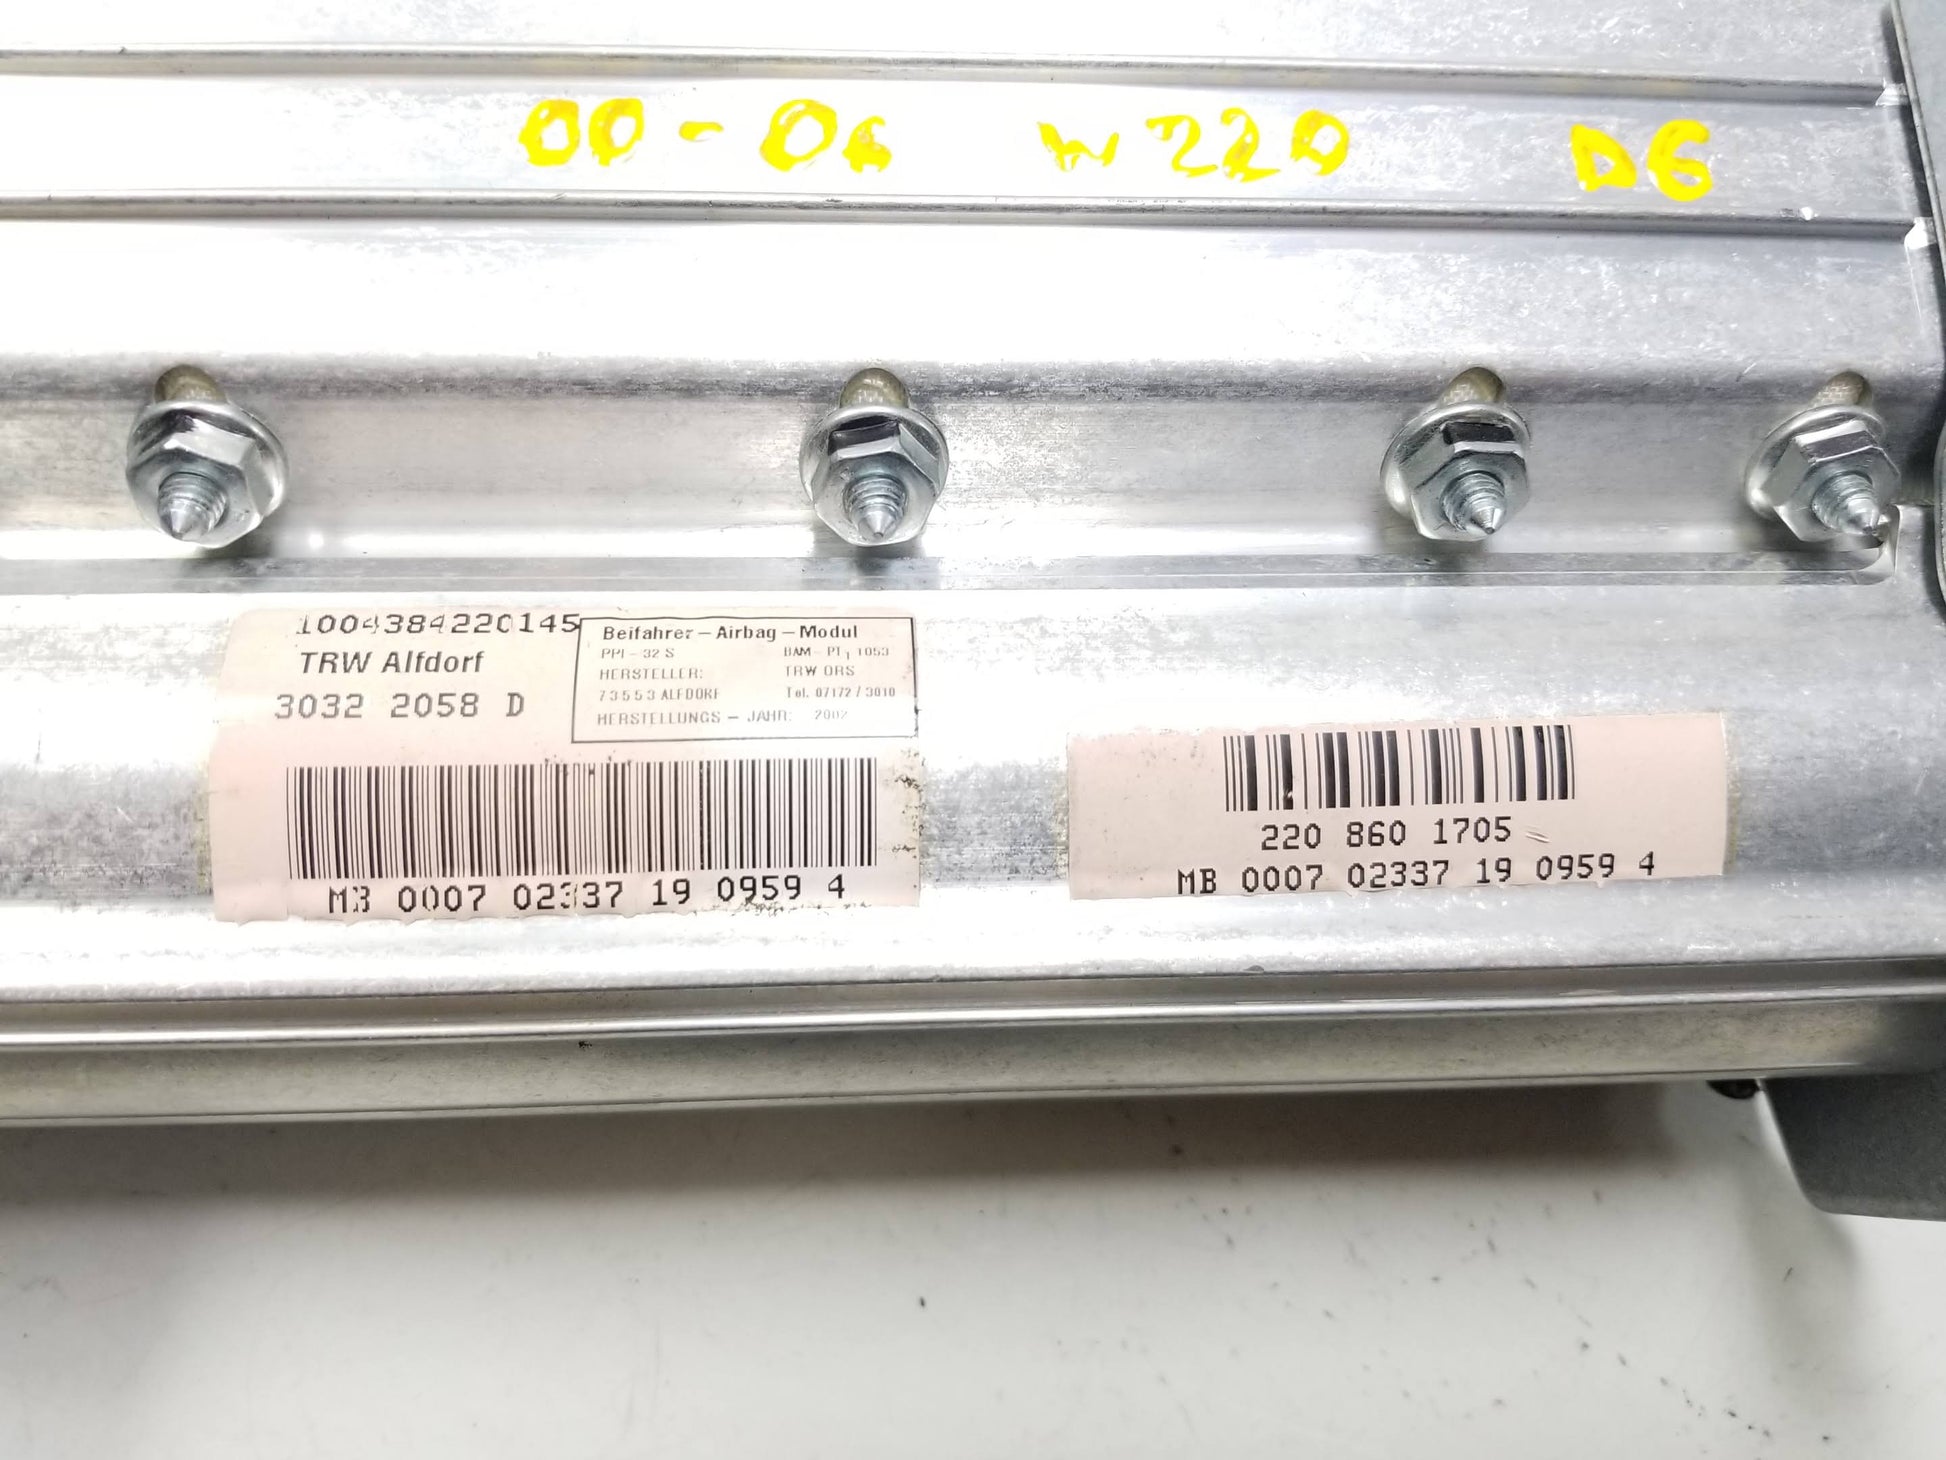 00-06 W220 D6
1004384220145
TRW Alfdorf
3032 2058 D
Beifahrer - Airbag - Modul
PPI - 32 S BAM - PT1 1053
HERSTELLER: TRW ORS
73553 ALFDORF Tel. 07172 / 3010
HERSTELLUNGS - JAHR: 2002
MB 0007 02337 19 0959 4
220 860 1705
MB 0007 02337 19 0959 4